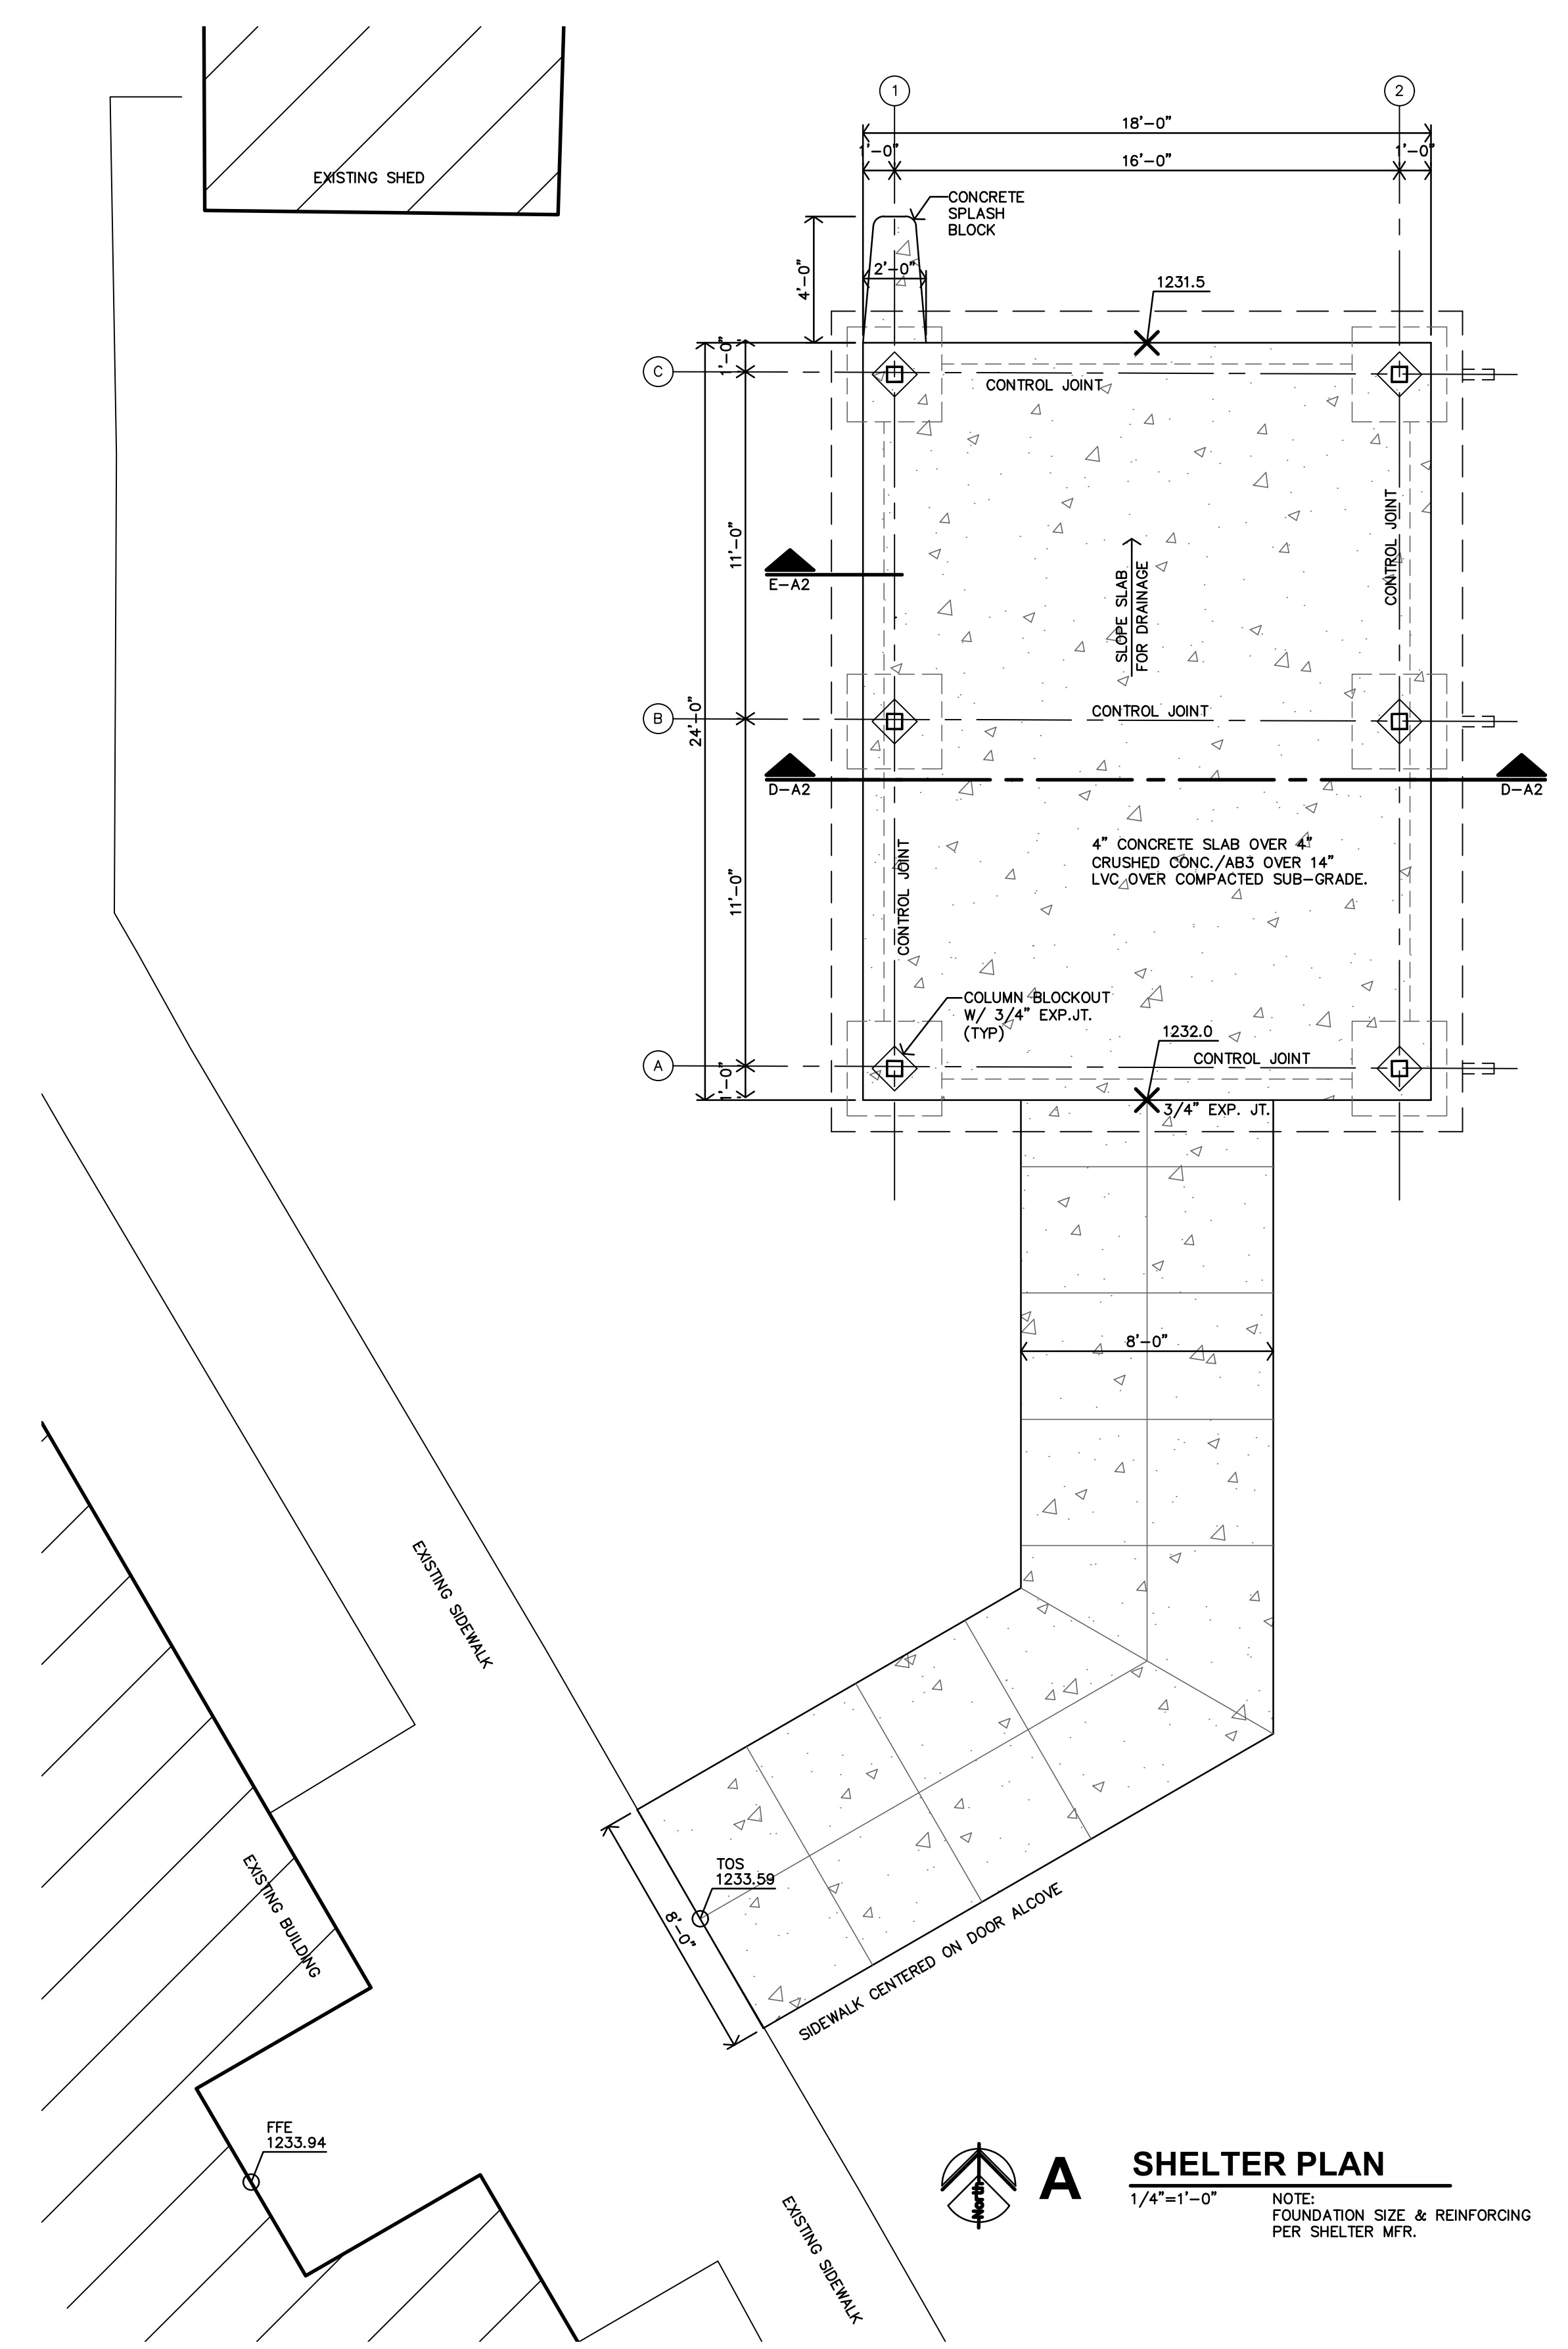 1
2
18'-0"
1'-0"
16'-0"
1'-0"
EXISTING SHED
CONCRETE
SPLASH
BLOCK
4'-0"
2'-0"
1231.5
C
1'-0"
CONTROL JOINT
11'-0"
CONTROL JOINT
E-A2
SLOPE SLAB
FOR DRAINAGE
B
24'-0"
CONTROL JOINT
D-A2
D-A2
4" CONCRETE SLAB OVER 4"
CRUSHED CONC./AB3 OVER 14"
LVC OVER COMPACTED SUB-GRADE.
11'-0"
CONTROL JOINT
COLUMN BLOCKOUT
W/ 3/4" EXP.JT.
(TYP)
1232.0
A
CONTROL JOINT
1'-0"
3/4" EXP. JT.
8'-0"
EXISTING SIDEWALK
EXISTING BUILDING
TOS
1233.59
8'-0"
SIDEWALK CENTERED ON DOOR ALCOVE
FFE
1233.94
North
A
SHELTER PLAN
1/4"=1'-0"
NOTE:
FOUNDATION SIZE & REINFORCING
PER SHELTER MFR.
EXISTING SIDEWALK